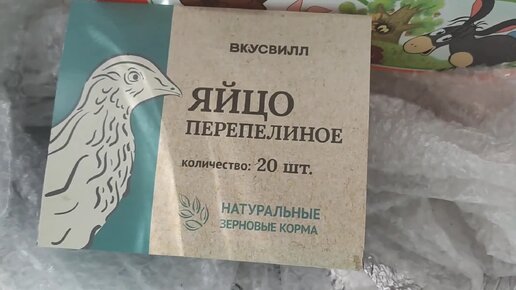 ВКУСВИЛЛ
ЯЙЦО
ПЕРЕПЕЛИНОЕ
количество: 20 шт.
НАТУРАЛЬНЫЕ
ЗЕРНОВЫЕ КОРМА